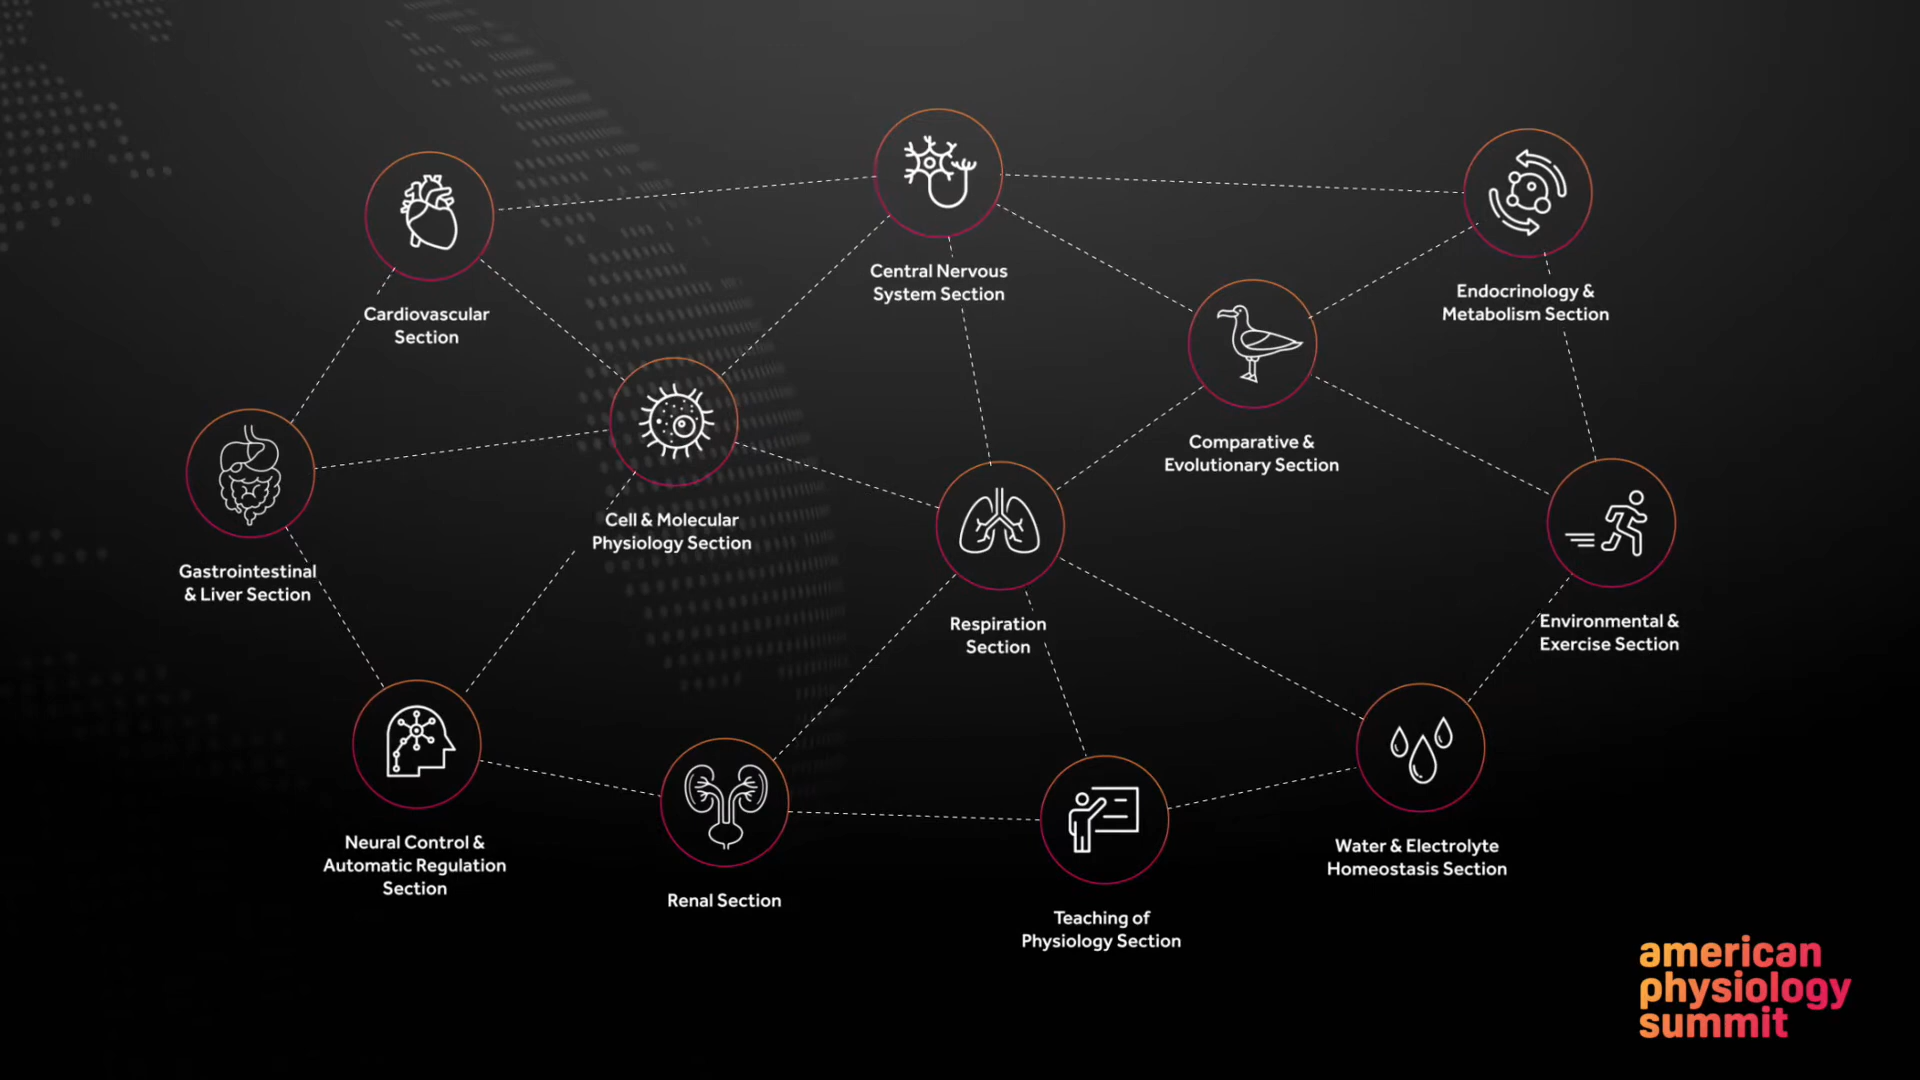 Central Nervous
System Section
Endocrinology &
Metabolism Section
Cardiovascular
Section
Comparative &
Evolutionary Section
Cell & Molecular
Physiology Section
Gastrointestinal
& Liver Section
Respiration
Section
Environmental &
Exercise Section
Neural Control &
Automatic Regulation
Section
Water & Electrolyte
Homeostasis Section
Renal Section
Teaching of
Physiology Section
american
physiology
summit